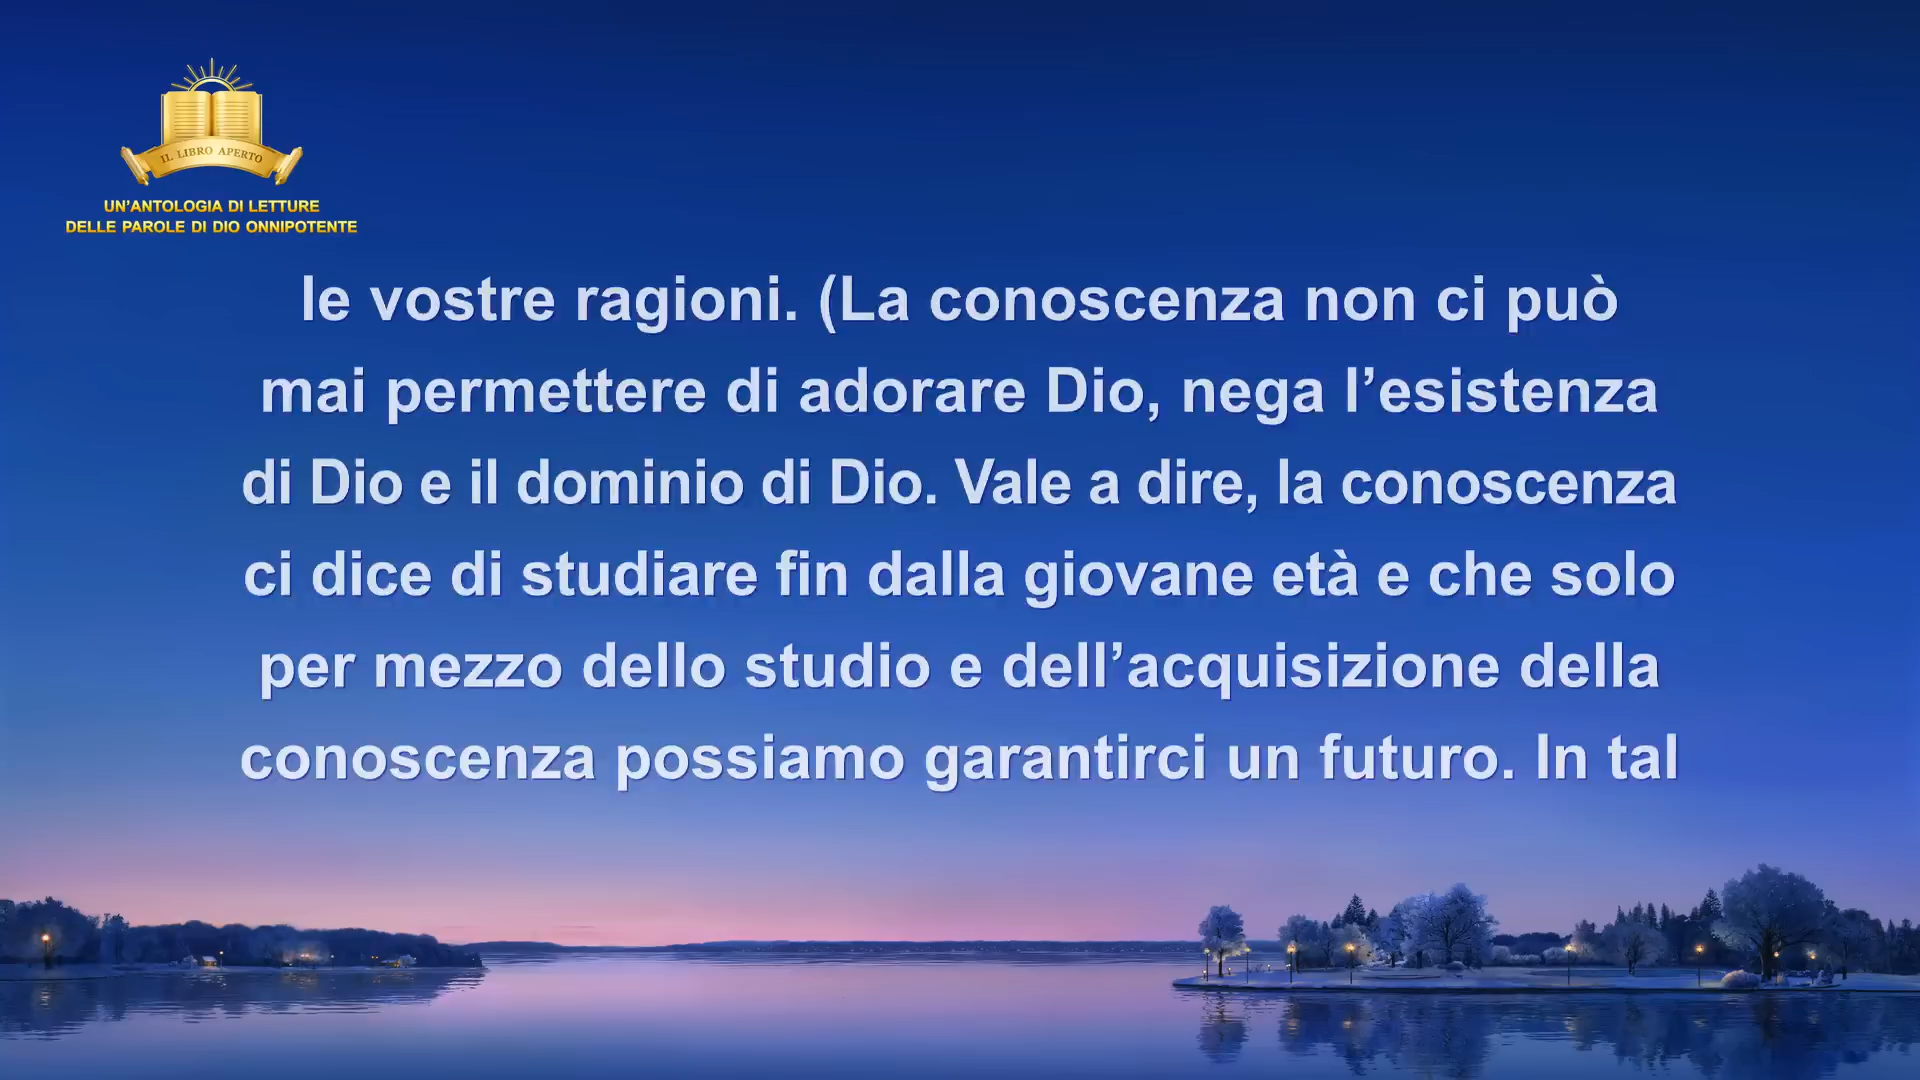 IL LIBRO APERTO
UN’ANTOLOGIA DI LETTURE
DELLE PAROLE DI DIO ONNIPOTENTE
le vostre ragioni. (La conoscenza non ci può
mai permettere di adorare Dio, nega l’esistenza
di Dio e il dominio di Dio. Vale a dire, la conoscenza
ci dice di studiare fin dalla giovane età e che solo
per mezzo dello studio e dell’acquisizione della
conoscenza possiamo garantirci un futuro. In tal